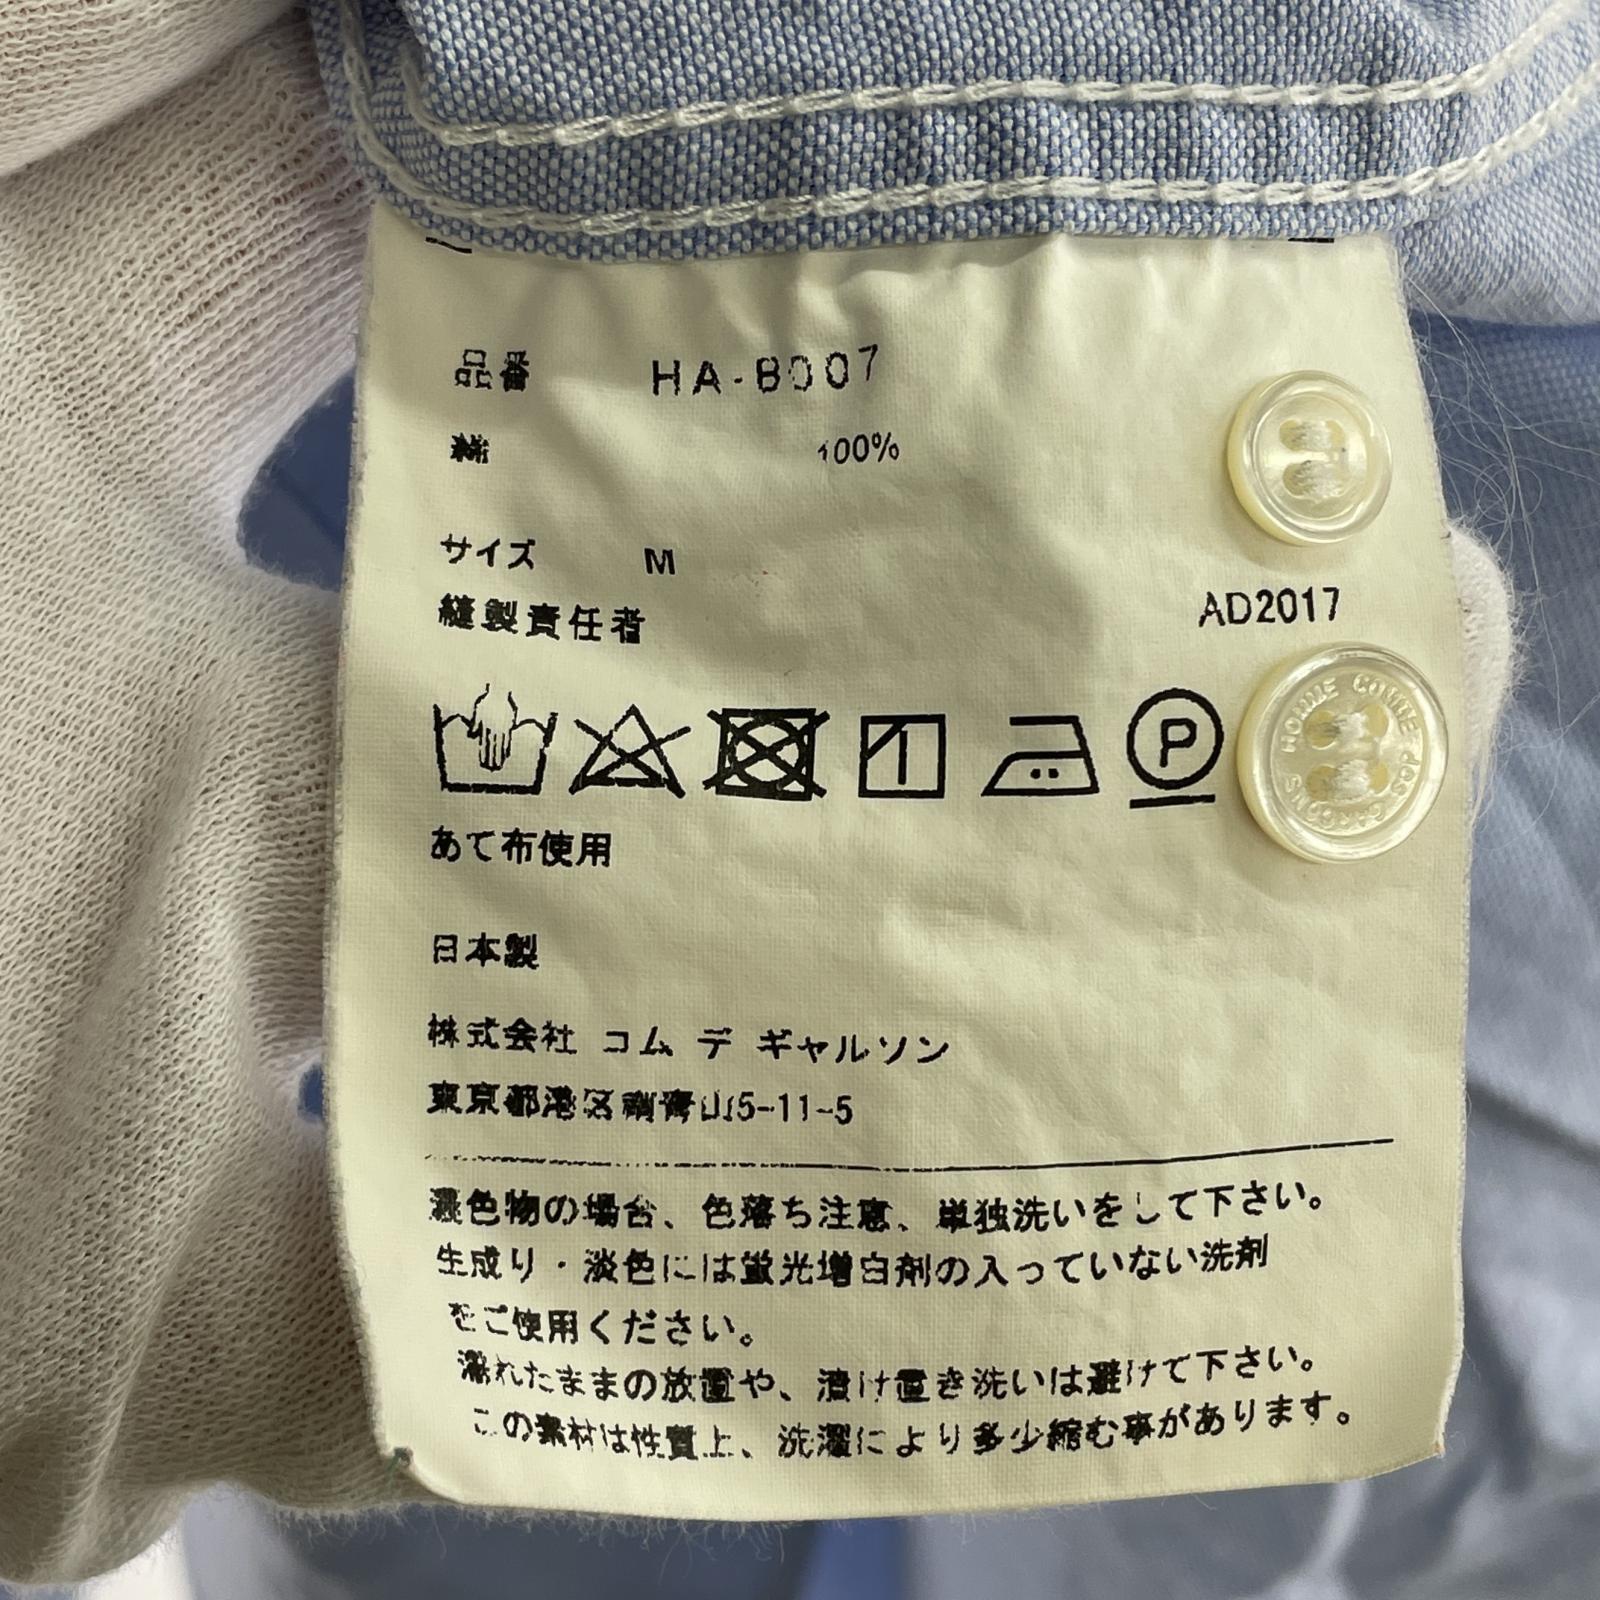 品番 HA-B007
綿 100%
サイズ M
縫製責任者
AD2017
P
HOMME COMME des GARCONS
あて布使用
日本製
株式会社 コム デ ギャルソン
東京都港区南青山5-11-5
濃色物の場合、色落ち注意、単独洗いをして下さい。
生成り・淡色には蛍光増白剤の入っていない洗剤
をご使用ください。
濡れたままの放置や、漬け置き洗いは避けて下さい。
この素材は性質上、洗濯により多少縮む事があります。